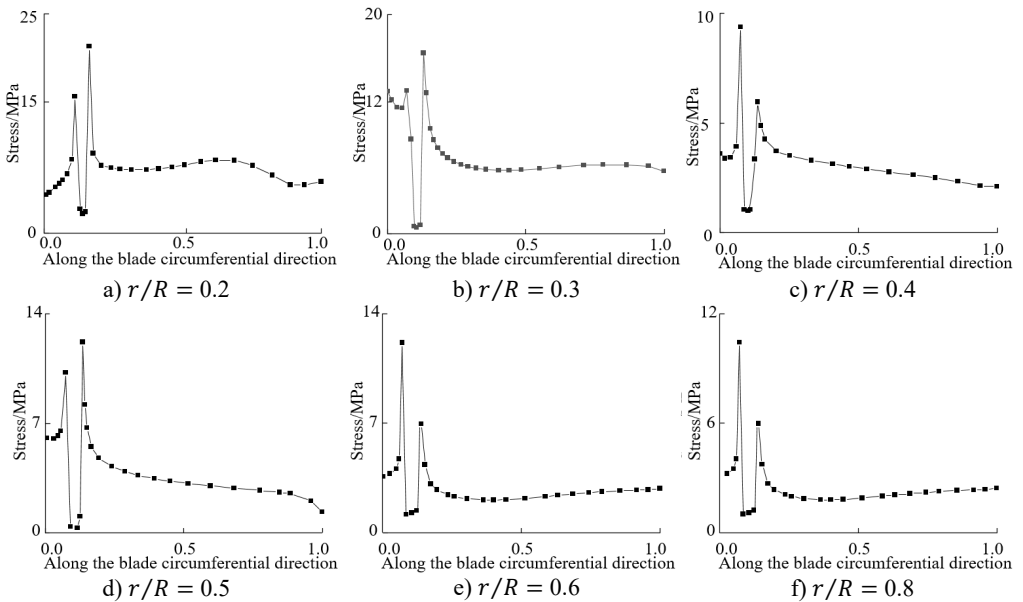 25
15
0
Stress/MPa
0.0 0.5 1.0
Along the blade circumferential direction
a) r/R = 0.2
20
12
0
Stress/MPa
0.0 0.5 1.0
Along the blade circumferential direction
b) r/R = 0.3
10
5
0
Stress/MPa
0.0 0.5 1.0
Along the blade circumferential direction
c) r/R = 0.4
14
7
0
Stress/MPa
0.0 0.5 1.0
Along the blade circumferential direction
d) r/R = 0.5
14
7
0
Stress/MPa
0.0 0.5 1.0
Along the blade circumferential direction
e) r/R = 0.6
12
6
0
Stress/MPa
0.0 0.5 1.0
Along the blade circumferential direction
f) r/R = 0.8